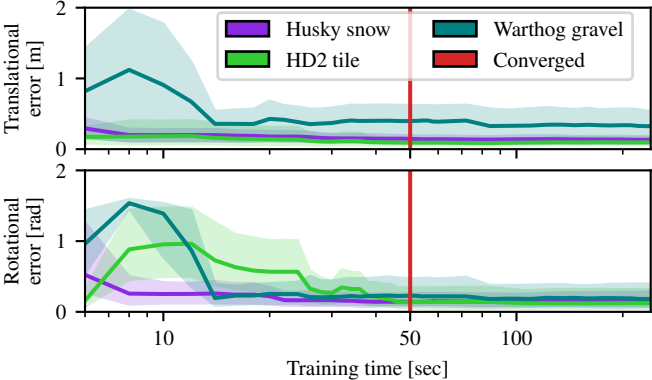 2
1
0
Translational
error [m]
Husky snow
HD2 tile
Warthog gravel
Converged
2
1
0
Rotational
error [rad]
10
50
100
Training time [sec]